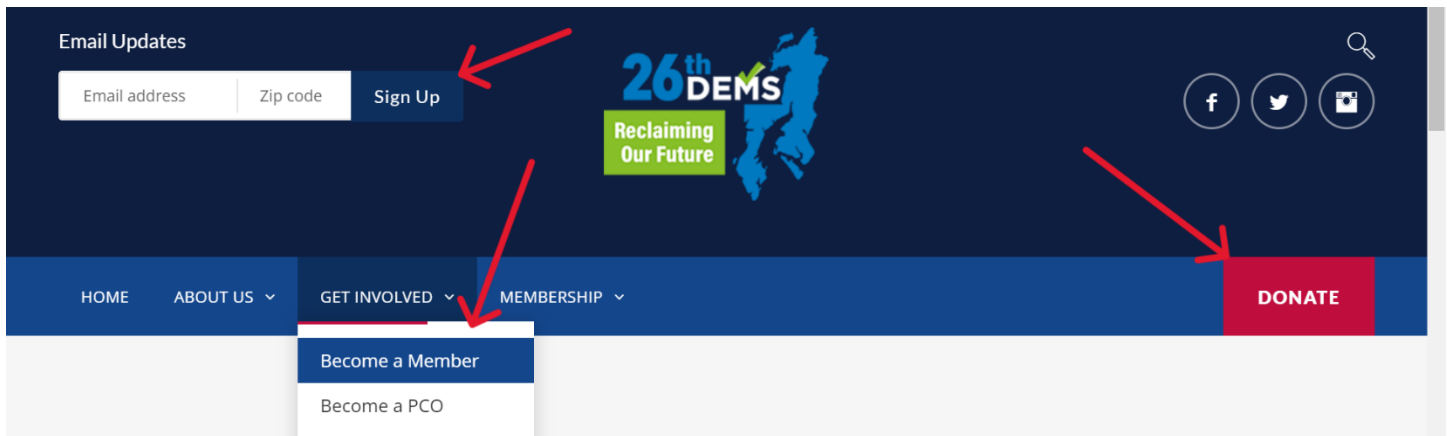 Email Updates
Email address Zip code Sign Up
26th
DEMS
Reclaiming
Our Future
f
HOME ABOUT US GET INVOLVED MEMBERSHIP DONATE
Become a Member
Become a PCO